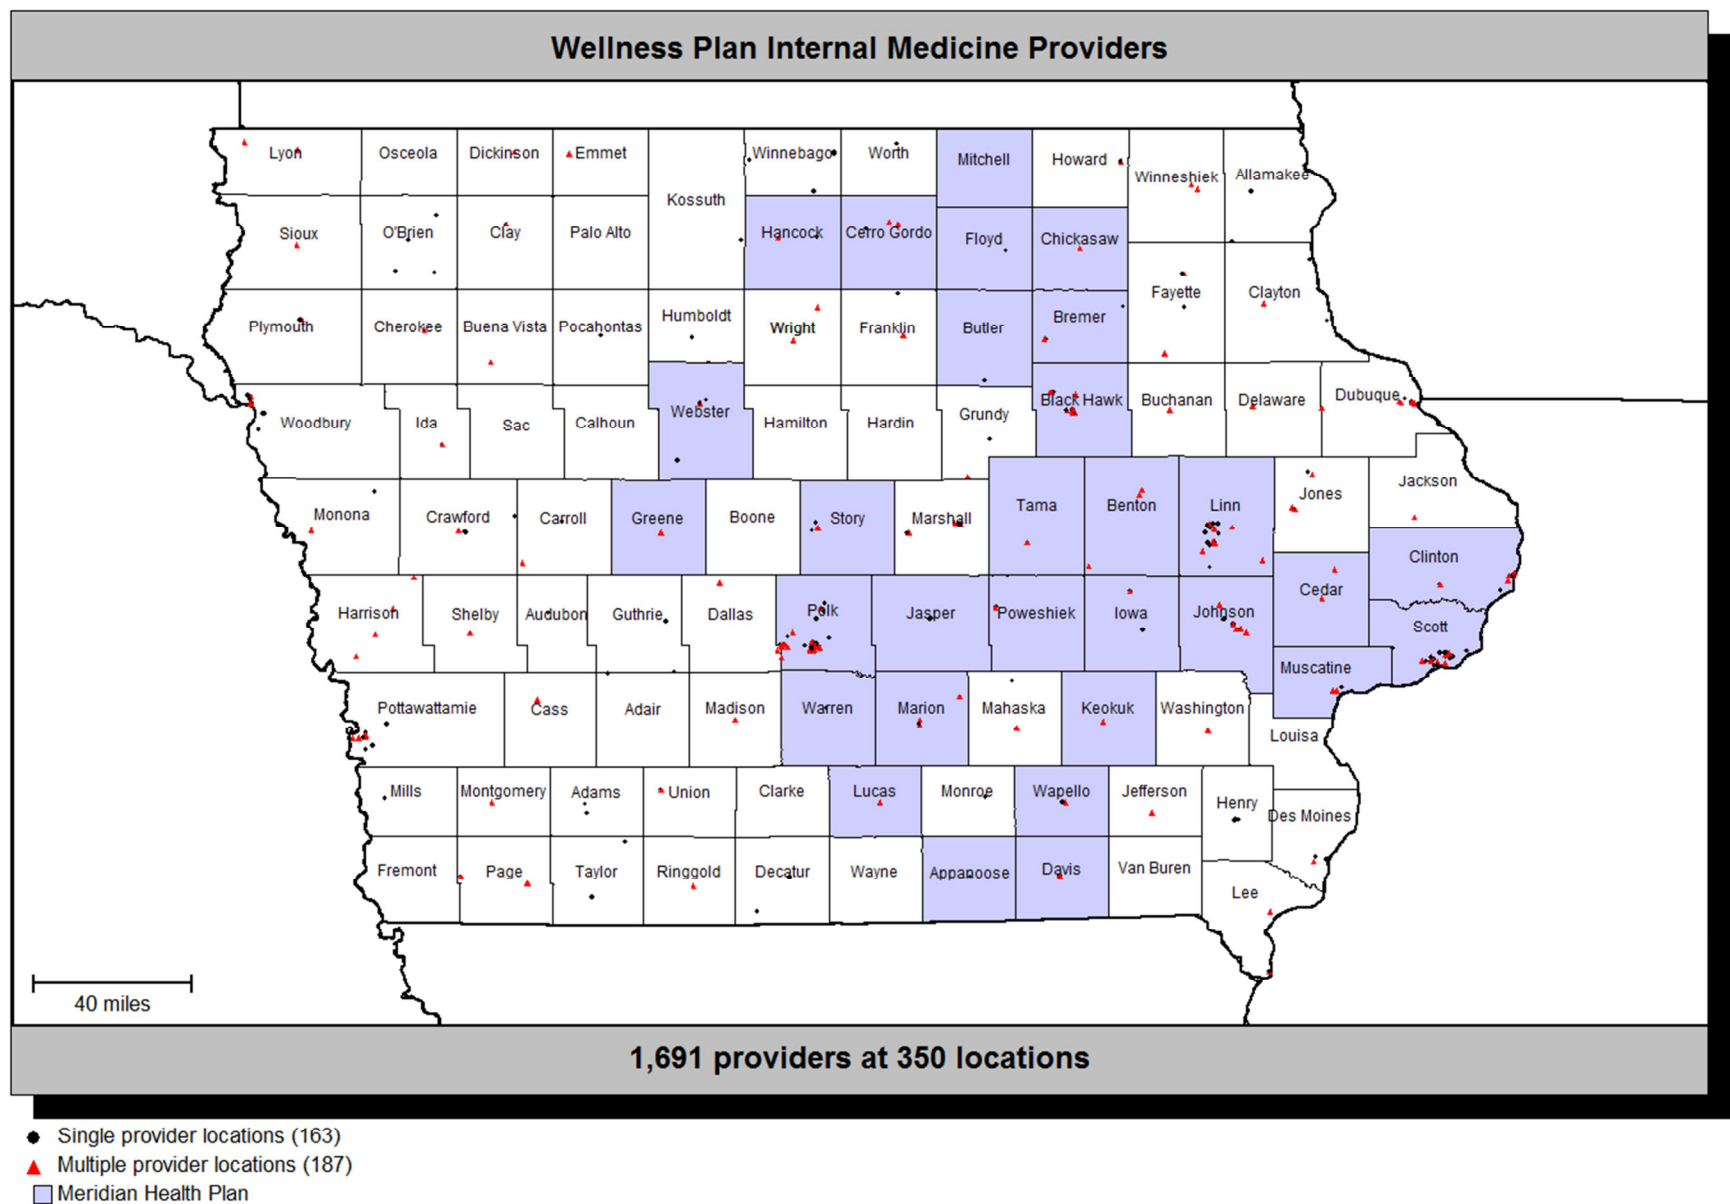 Wellness Plan Internal Medicine Providers
Lyon Osceola Dickinson Emmet Winnebago Worth Mitchell Howard
Winneshiek Allamakee
Kossuth
Sioux O'Brien Clay Palo Alto Hancock Cerro Gordo Floyd Chickasaw
Fayette Clayton
Plymouth Cherokee Buena Vista Pocahontas Humboldt Wright Franklin Butler Bremer
Woodbury Ida Sac Calhoun Webster Hamilton Hardin Grundy Black Hawk Buchanan Delaware Dubuque
Monona Crawford Carroll Greene Boone Story Marshall Tama Benton Linn Jones Jackson
Clinton
Harrison Shelby Audubon Guthrie Dallas Polk Jasper Poweshiek Iowa Johnson Cedar Scott
Muscatine
Pottawattamie Cass Adair Madison Warren Marion Mahaska Keokuk Washington
Louisa
Mills Montgomery Adams Union Clarke Lucas Monroe Wapello Jefferson Henry Des Moines
Fremont Page Taylor Ringgold Decatur Wayne Appanoose Davis Van Buren
Lee
40 miles
1,691 providers at 350 locations
Single provider locations (163)
Multiple provider locations (187)
Meridian Health Plan